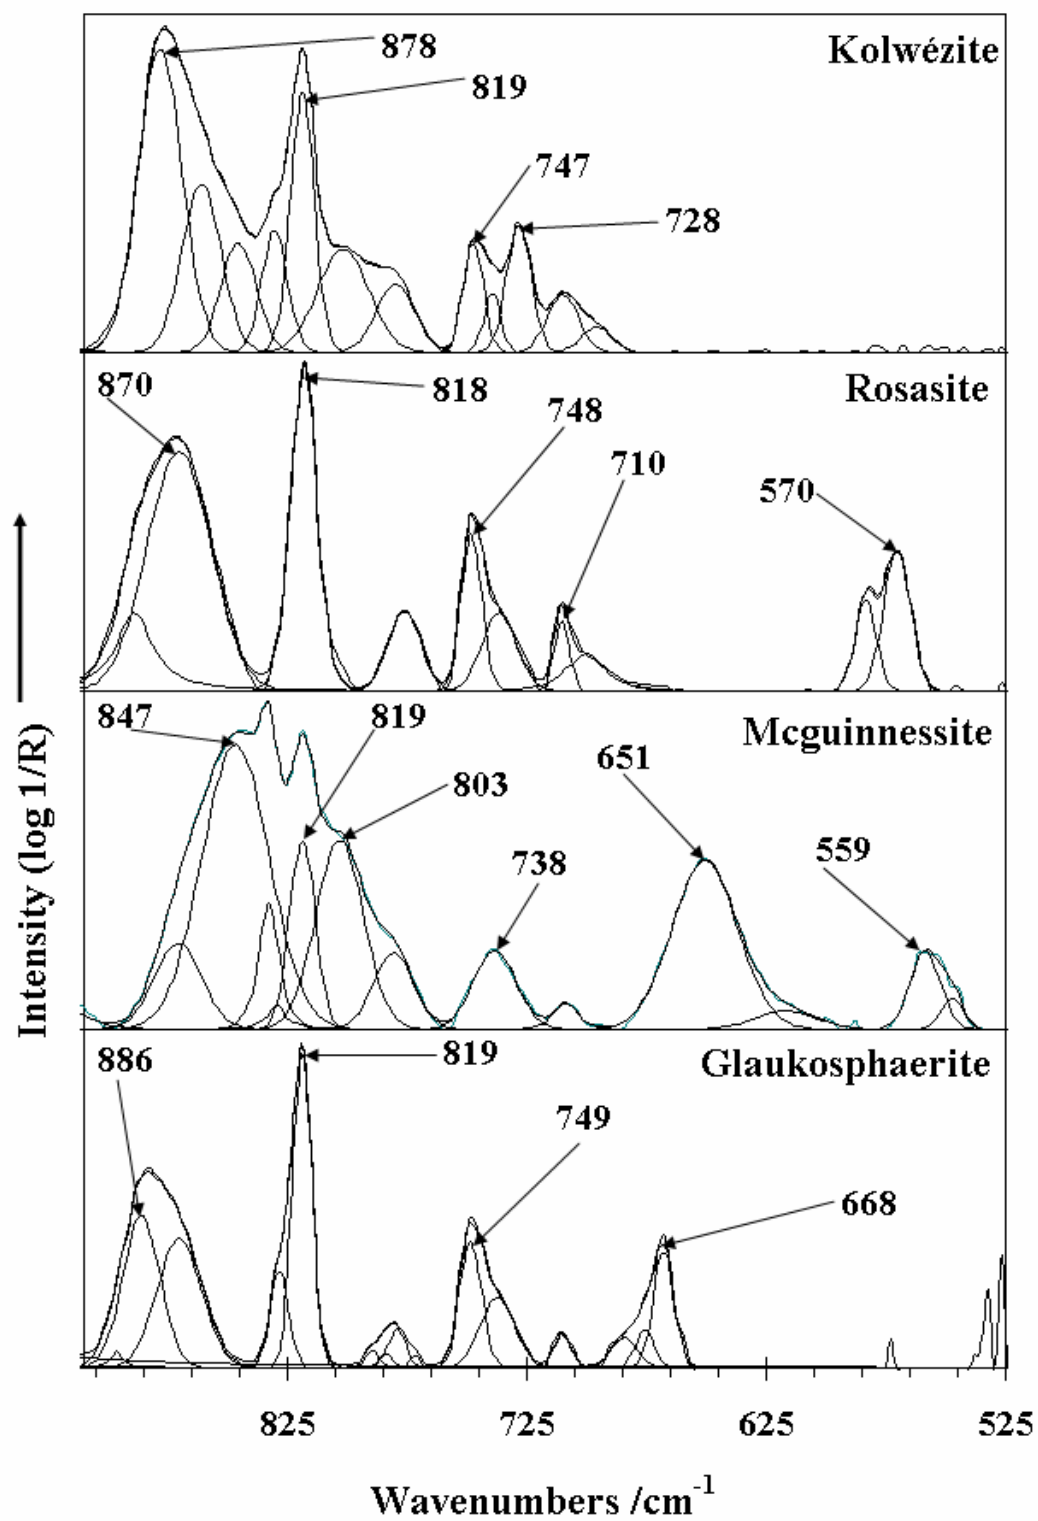 Kolwézite
878
819
747
728
Rosasite
870
818
748
710
570
Mcguinnessite
847
819
803
738
651
559
Glaukosphaerite
886
819
749
668
Intensity (log 1/R)
825 725 625 525
Wavenumbers /cm-1